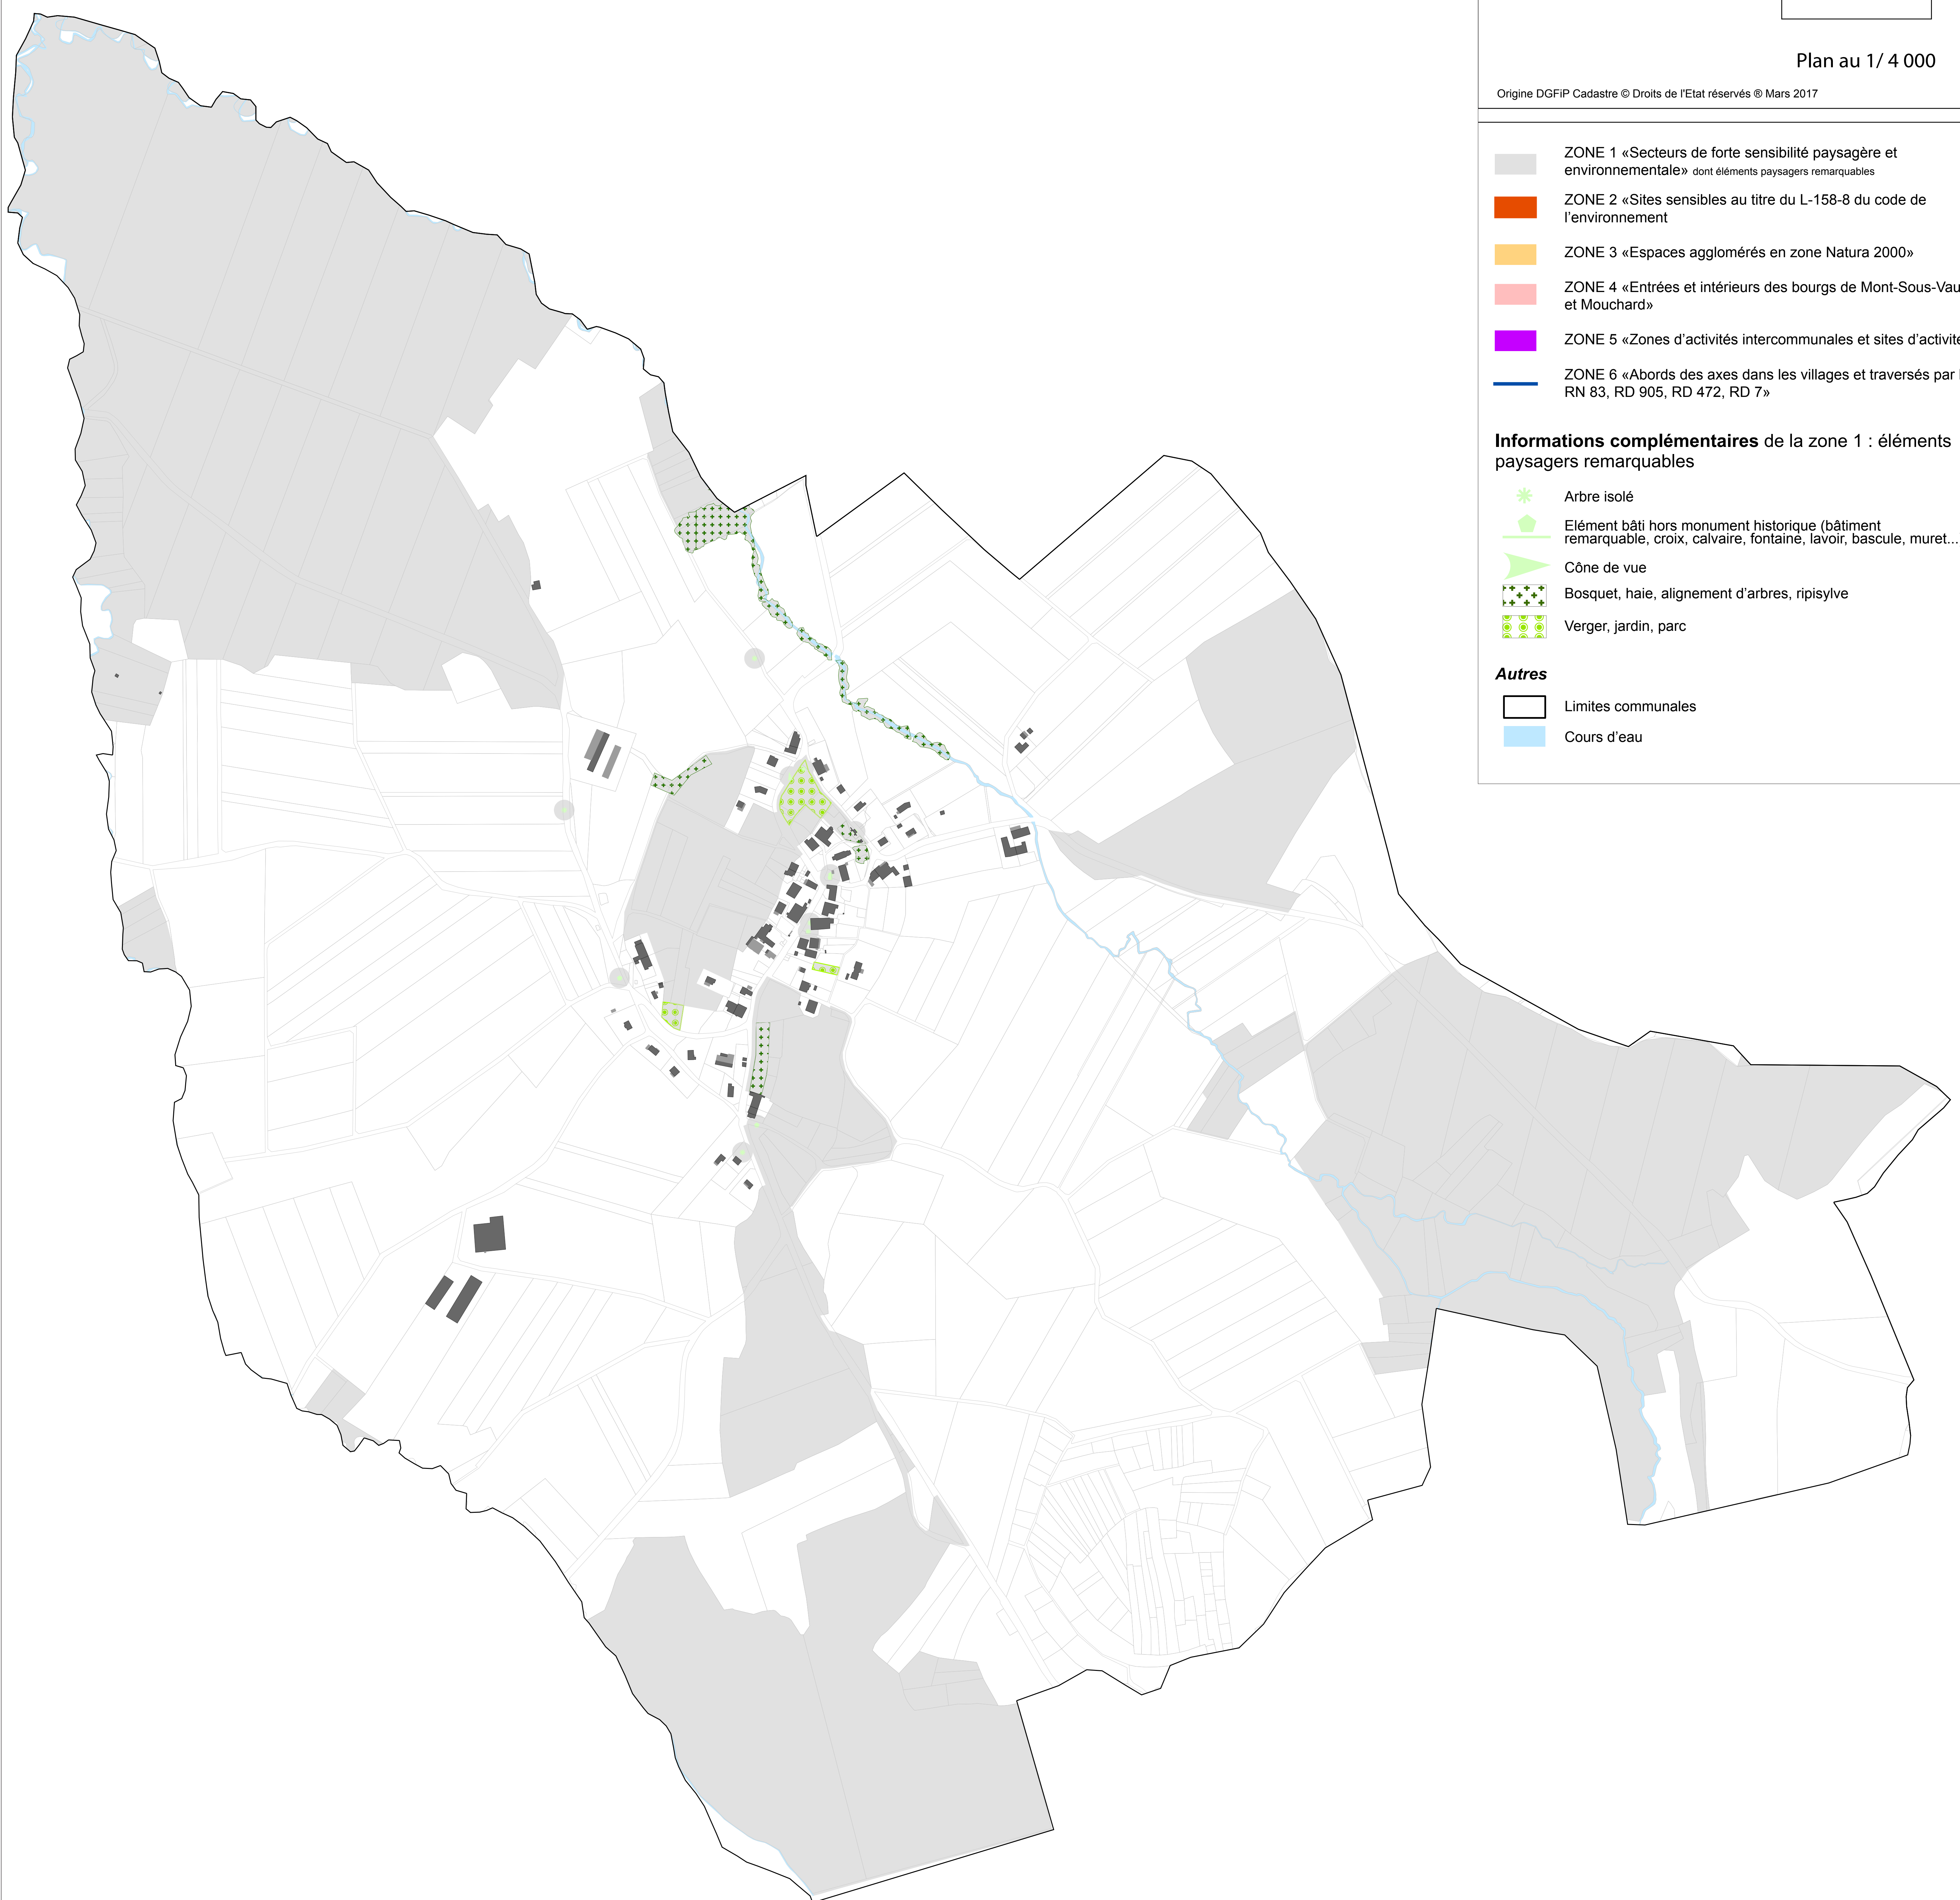 Plan au 1/ 4 000
Origine DGFiP Cadastre © Droits de l'Etat réservés ® Mars 2017
ZONE 1 «Secteurs de forte sensibilité paysagère et
environnementale» dont éléments paysagers remarquables
ZONE 2 «Sites sensibles au titre du L-158-8 du code de
l'environnement
ZONE 3 «Espaces agglomérés en zone Natura 2000»
ZONE 4 «Entrées et intérieurs des bourgs de Mont-Sous-Vau
et Mouchard»
ZONE 5 «Zones d'activités intercommunales et sites d'activit
ZONE 6 «Abords des axes dans les villages et traversés par
RN 83, RD 905, RD 472, RD 7»
Informations complémentaires de la zone 1 : éléments
paysagers remarquables
Arbre isolé
Elément bâti hors monument historique (bâtiment
remarquable, croix, calvaire, fontaine, lavoir, bascule, muret...
Cône de vue
Bosquet, haie, alignement d'arbres, ripisylve
Verger, jardin, parc
Autres
Limites communales
Cours d'eau